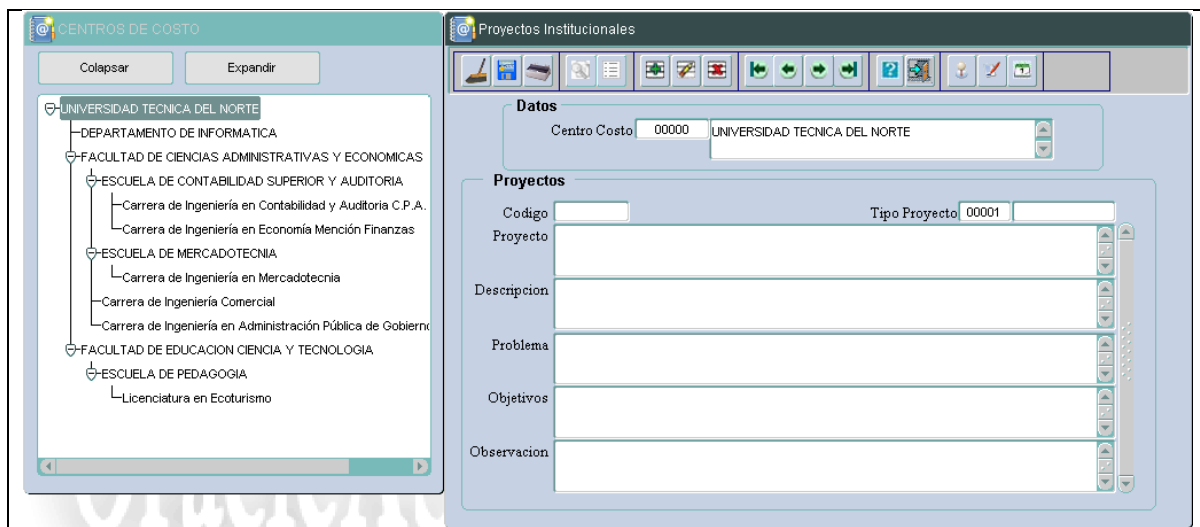 CENTROS DE COSTO
Colapsar Expandir
UNIVERSIDAD TECNICA DEL NORTE
DEPARTAMENTO DE INFORMATICA
FACULTAD DE CIENCIAS ADMINISTRATIVAS Y ECONOMICAS
ESCUELA DE CONTABILIDAD SUPERIOR Y AUDITORIA
Carrera de Ingeniería en Contabilidad y Auditoria C.P.A.
Carrera de Ingeniería en Economía Mención Finanzas
ESCUELA DE MERCADOTECNIA
Carrera de Ingeniería en Mercadotecnia
Carrera de Ingeniería Comercial
Carrera de Ingeniería en Administración Pública de Gobierno
FACULTAD DE EDUCACION CIENCIA Y TECNOLOGIA
ESCUELA DE PEDAGOGIA
Licenciatura en Ecoturismo
Proyectos Institucionales
Datos
Centro Costo 00000 UNIVERSIDAD TECNICA DEL NORTE
Proyectos
Codigo Tipo Proyecto 00001
Proyecto
Descripcion
Problema
Objetivos
Observacion